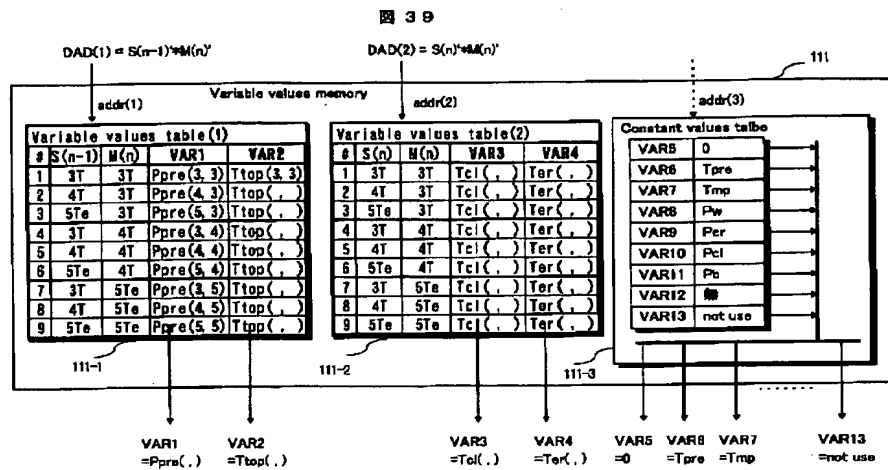 図 39
DAD(1) = S(n-1)'*M(n)'
DAD(2) = S(n)'*M(n)'
111
Variable values memory
addr(1)
addr(2)
addr(3)
Variable values table(1)
# S(n-1) M(n) VAR1 VAR2
1 3T 3T Ppre(3, 3) Ttop(3, 3)
2 4T 3T Ppre(4, 3) Ttop( , )
3 5Te 3T Ppre(5, 3) Ttop( , )
4 3T 4T Ppre(3, 4) Ttop( , )
5 4T 4T Ppre(4, 4) Ttop( , )
6 5Te 4T Ppre(5, 4) Ttop( , )
7 3T 5Te Ppre(3, 5) Ttop( , )
8 4T 5Te Ppre(4, 5) Ttop( , )
9 5Te 5Te Ppre(5, 5) Ttop( , )
111-1
Variable values table(2)
# S(n) M(n) VAR3 VAR4
1 3T 3T Tcl( , ) Ter( , )
2 4T 3T Tcl( , ) Ter( , )
3 5Te 3T Tcl( , ) Ter( , )
4 3T 4T Tcl( , ) Ter( , )
5 4T 4T Tcl( , ) Ter( , )
6 5Te 4T Tcl( , ) Ter( , )
7 3T 5Te Tcl( , ) Ter( , )
8 4T 5Te Tcl( , ) Ter( , )
9 5Te 5Te Tcl( , ) Ter( , )
111-2
Constant values talbe
VAR5 0
VAR6 Tpre
VAR7 Tmp
VAR8 Pw
VAR9 Per
VAR10 Pcl
VAR11 Pb
VAR12
VAR13 not use
111-3
VAR1
=Ppre( , )
VAR2
=Ttop( , )
VAR3
=Tcl( , )
VAR4
=Ter( , )
VAR5
=0
VAR6
=Tpre
VAR7
=Tmp
VAR13
=not use